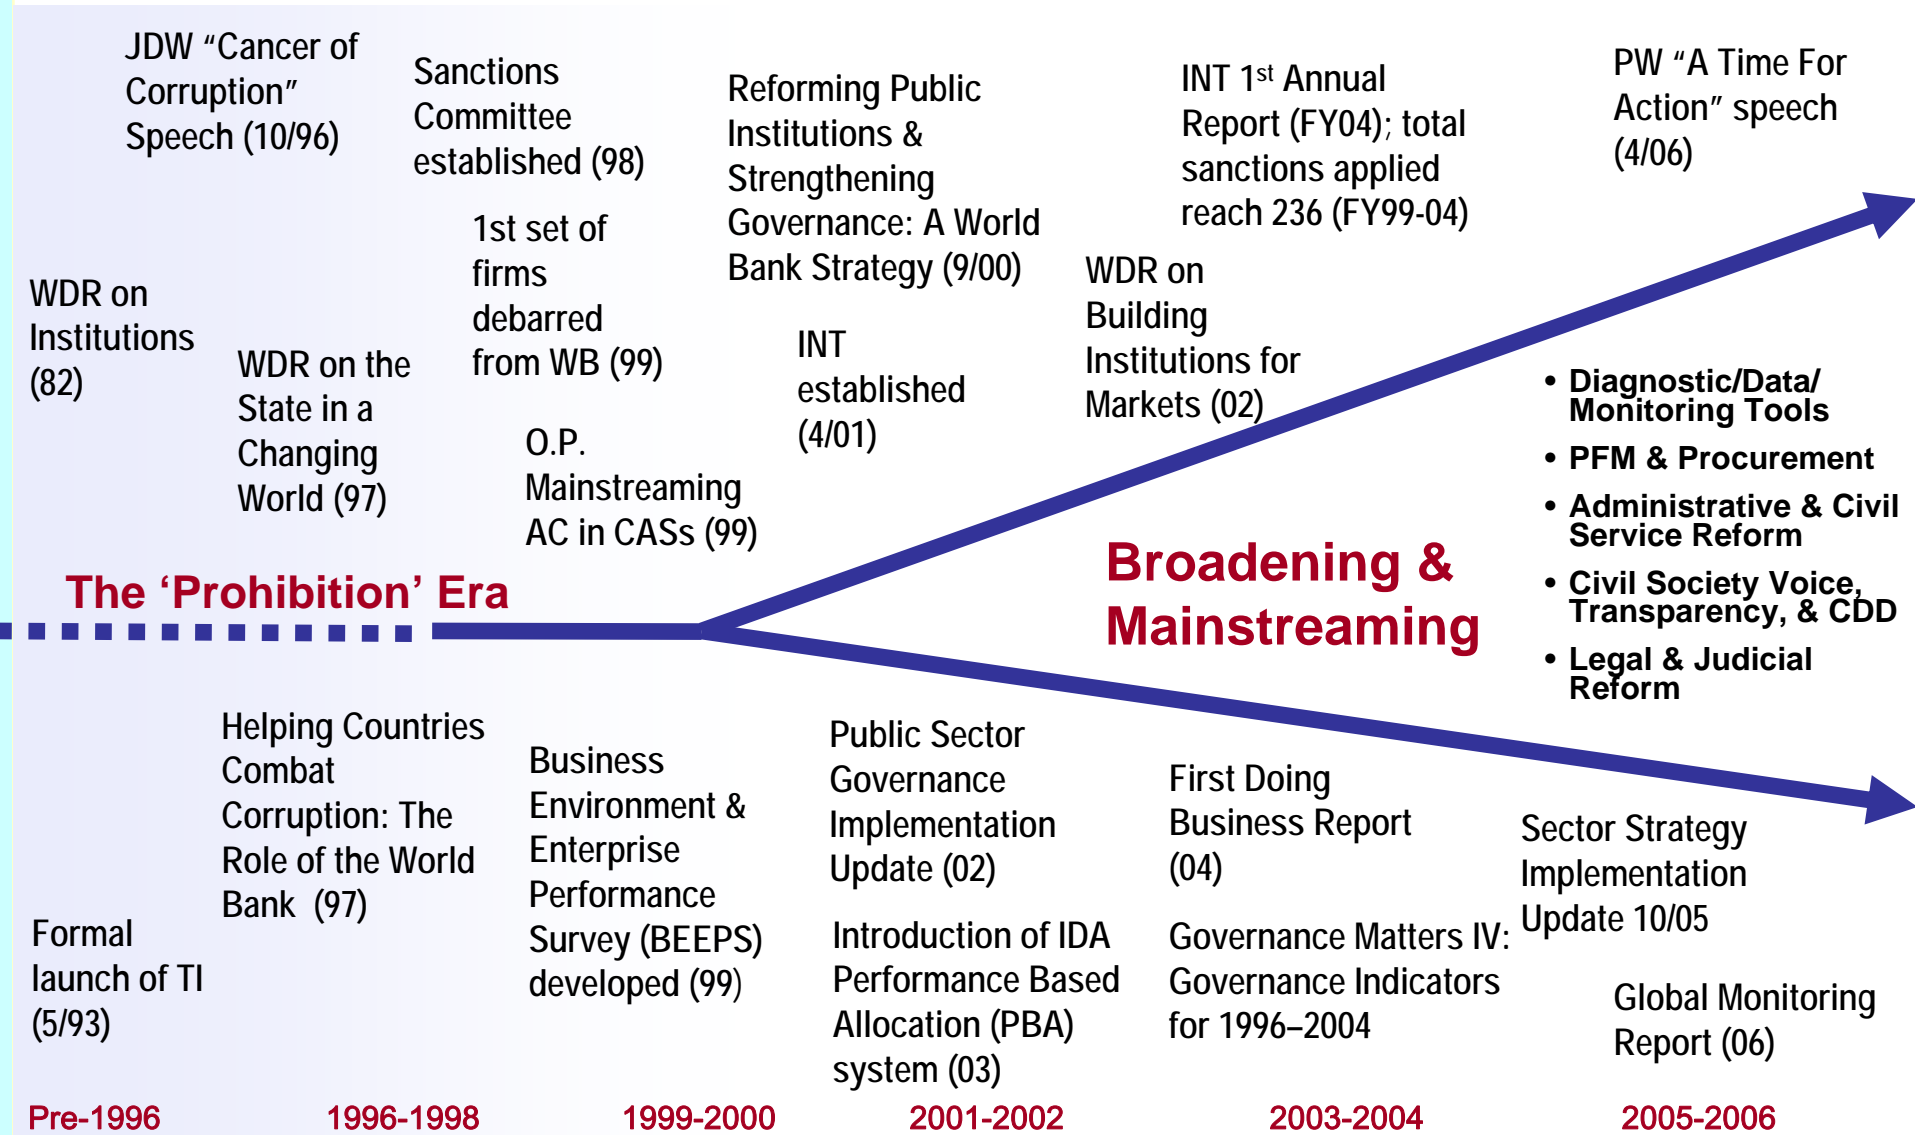 JDW “Cancer of
Corruption”
Speech (10/96)
Sanctions
Committee
established (98)
Reforming Public
Institutions &
Strengthening
Governance: A World
Bank Strategy (9/00)
INT 1st Annual
Report (FY04); total
sanctions applied
reach 236 (FY99-04)
PW “A Time For
Action” speech
(4/06)
WDR on
Institutions
(82)
WDR on the
State in a
Changing
World (97)
1st set of
firms
debarred
from WB (99)
O.P.
Mainstreaming
AC in CASs (99)
INT
established
(4/01)
WDR on
Building
Institutions for
Markets (02)
The ‘Prohibition’ Era
Broadening &
Mainstreaming
• Diagnostic/Data/
Monitoring Tools
• PFM & Procurement
• Administrative & Civil
Service Reform
• Civil Society Voice,
Transparency, & CDD
• Legal & Judicial
Reform
Formal
launch of TI
(5/93)
Helping Countries
Combat
Corruption: The
Role of the World
Bank (97)
Business
Environment &
Enterprise
Performance
Survey (BEEPS)
developed (99)
Public Sector
Governance
Implementation
Update (02)
Introduction of IDA
Performance Based
Allocation (PBA)
system (03)
First Doing
Business Report
(04)
Governance Matters IV:
Governance Indicators
for 1996–2004
Sector Strategy
Implementation
Update 10/05
Global Monitoring
Report (06)
Pre-1996
1996-1998
1999-2000
2001-2002
2003-2004
2005-2006